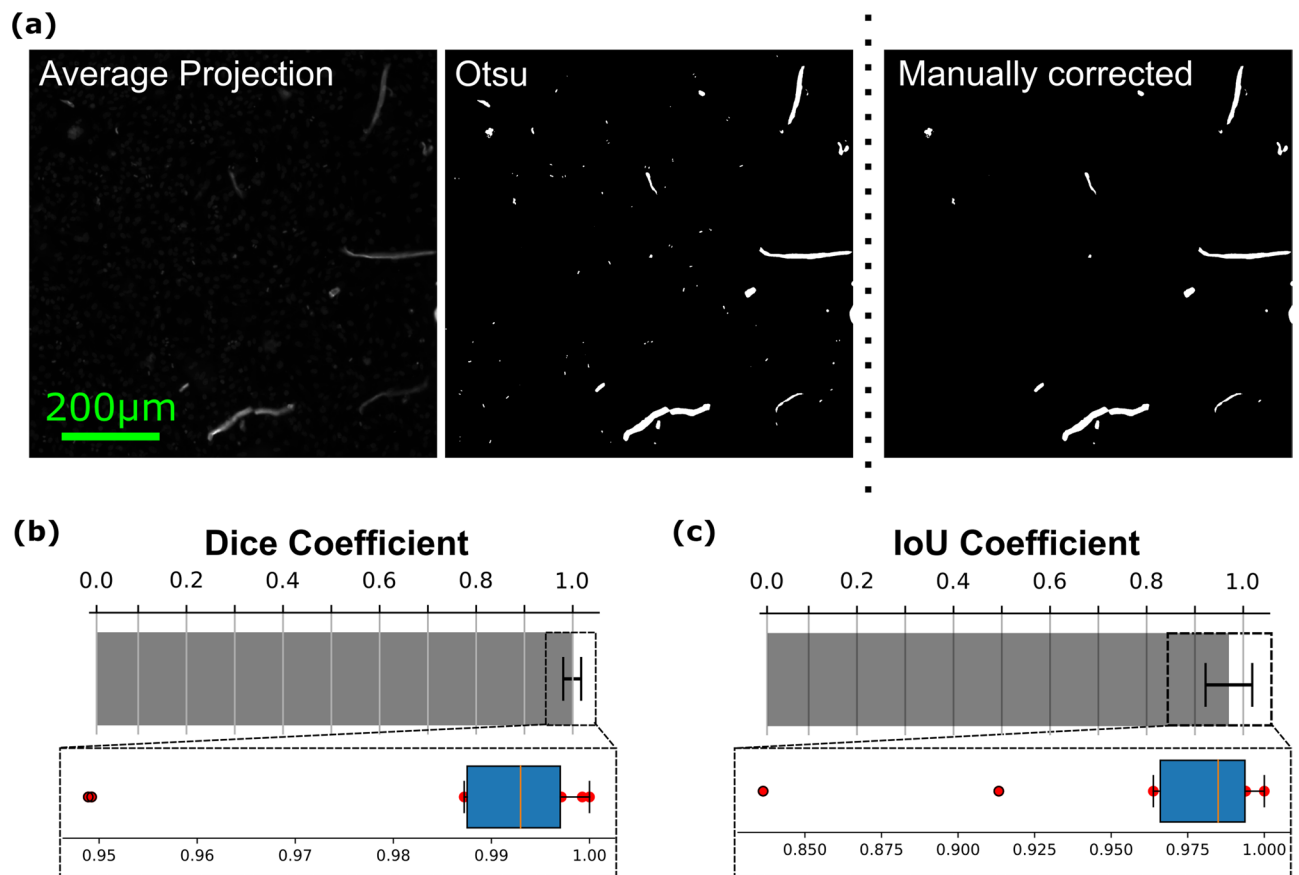 (a)
Average Projection
Otsu
Manually corrected
200µm
(b)
Dice Coefficient
0.0 0.2 0.4 0.6 0.8 1.0
0.95 0.96 0.97 0.98 0.99 1.00
(c)
IoU Coefficient
0.0 0.2 0.4 0.6 0.8 1.0
0.850 0.875 0.900 0.925 0.950 0.975 1.000